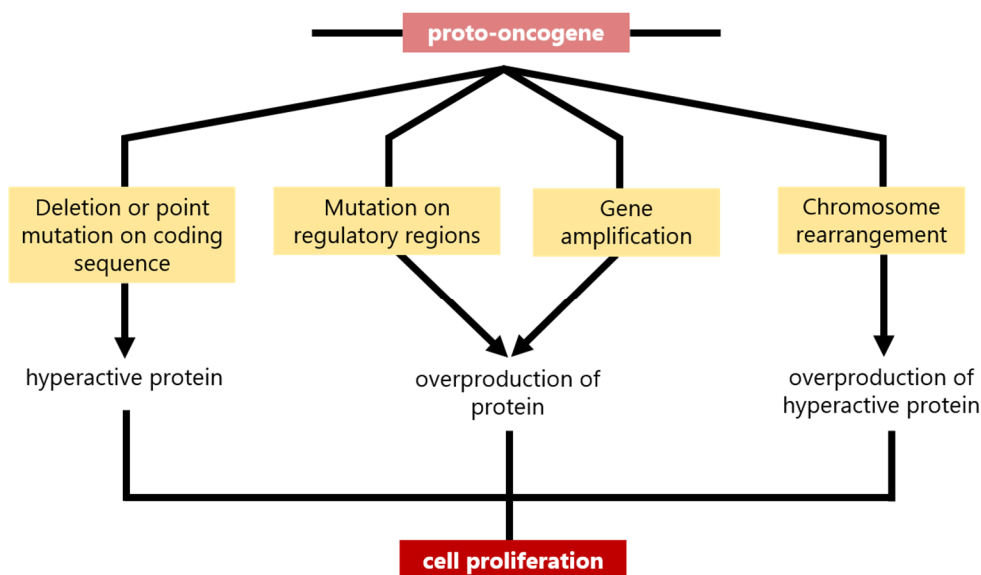 proto-oncogene
Deletion or point
mutation on coding
sequence
Mutation on
regulatory regions
Gene
amplification
Chromosome
rearrangement
hyperactive protein
overproduction of
protein
overproduction of
hyperactive protein
cell proliferation